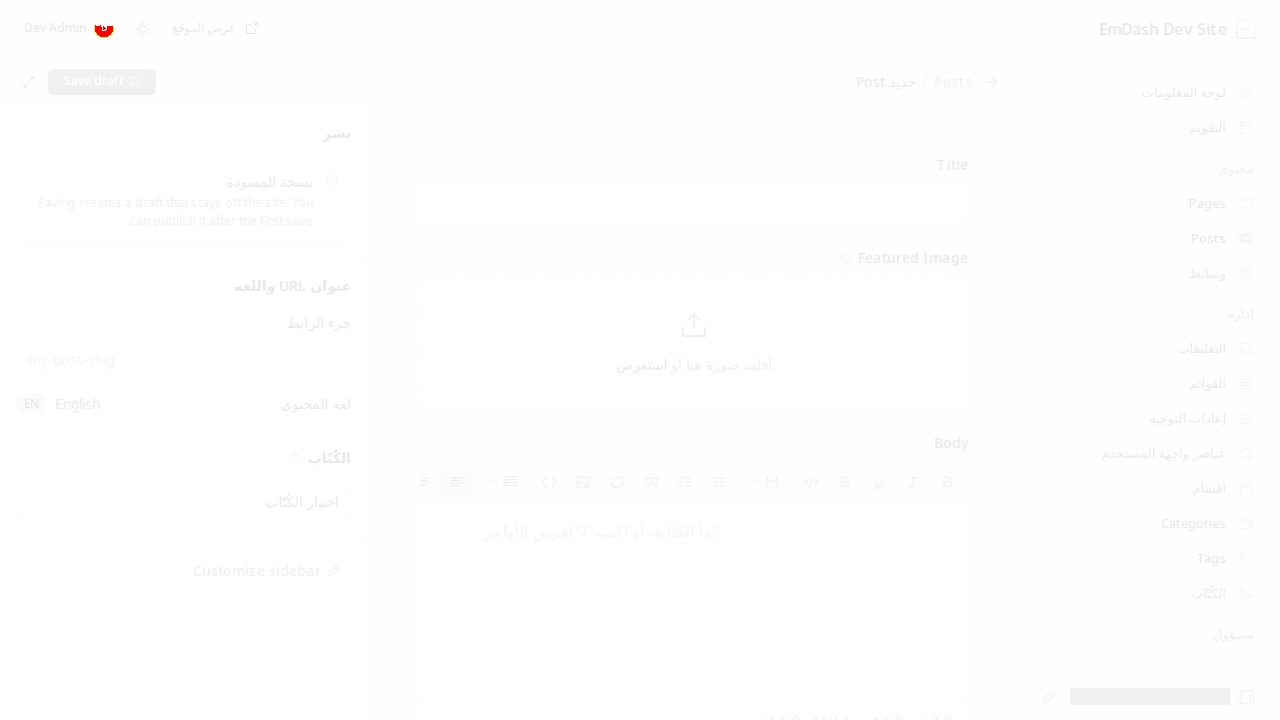 EmDash Dev Site
عرض الموقع
Dev Admin
لوحة المعلومات
التقويم
محتوى
Pages
Posts
وسائط
إدارة
التعليقات
القوائم
إعادات التوجيه
عناصر واجهة المستخدم
أقسام
Categories
Tags
الكتّاب
مسؤول
Posts / جديد Post
Save draft
Title
Featured Image
أفلت صورة هنا أو استعرض
Body
H
ابدأ الكتابة، أو اكتب '/' لعرض الأوامر
نشر
نسخة المسودة
Saving creates a draft that stays off the site. You
can publish it after the first save.
عنوان URL واللغة
جزء الرابط
my-post-slug
لغة المحتوى
English EN
الكُتّاب
اختيار الكُتّاب
Customize sidebar